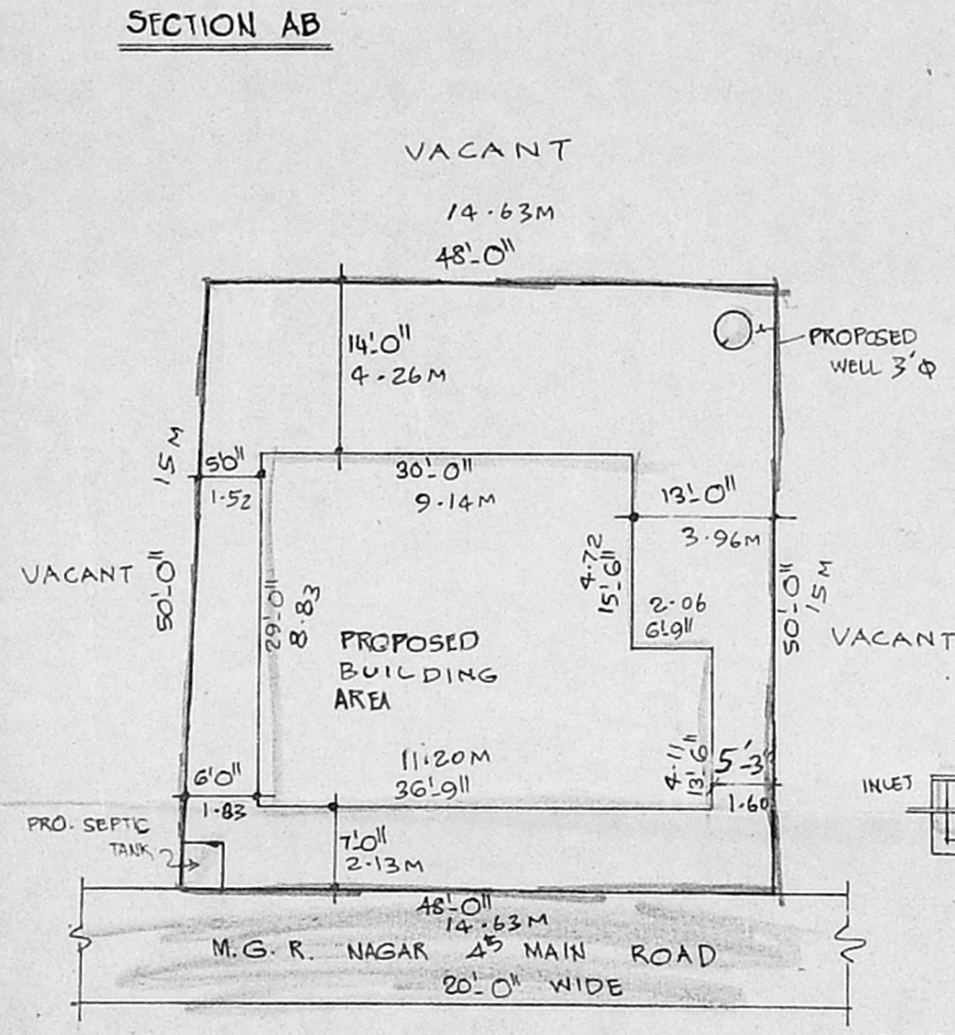 SECTION AB
VACANT
14.63M
48'-0"
PROPOSED
WELL 3'Φ
14'-0"
4.26M
15M
50'-0"
5'0"
1.52
30'-0"
9.14M
13'-0"
3.96M
4.72
15'-6"
VACANT
29'-0"
8.83
2.06
6'-9"
50'-0"
15M
VACANT
PROPOSED
BUILDING
AREA
11.20M
36'-9"
4.11
13'-6"
5'-3"
1.60
6'0"
1.83
INLET
PRO. SEPTIC
TANK
7'-0"
2.13M
48'-0"
14.63M
M.G.R. NAGAR MAIN ROAD
20'-0" WIDE